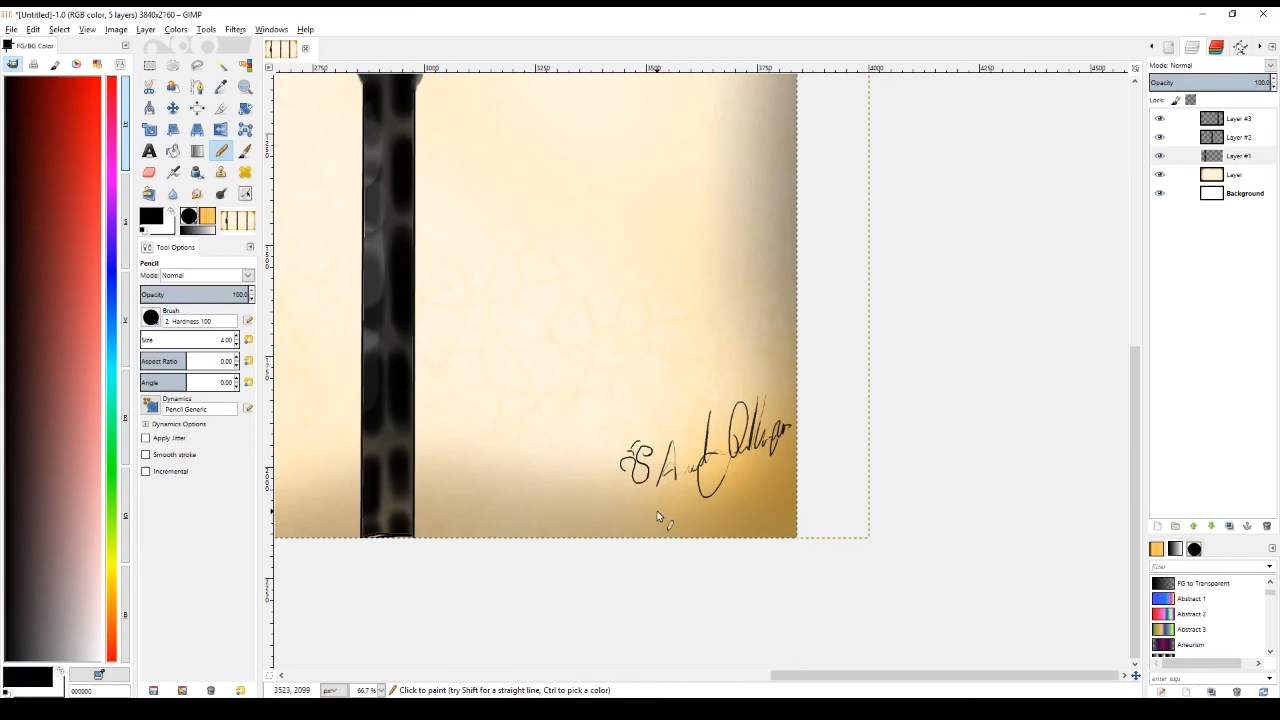 *[Untitled]-1.0 (RGB color, 5 layers) 3840x2160 – GIMP
File Edit Select View Image Layer Colors Tools Filters Windows Help
FG/BG Color
Mode: Normal
Opacity 100.0
Lock:
2750 3000 3250 3500 3750 4000 4250 4500
Layer #3
Layer #2
Layer #1
Layer
Background
Tool Options
Pencil
Mode: Normal
Opacity 100.0
Brush
2. Hardness 100
Size 4.00
Aspect Ratio 0.00
Angle 0.00
Dynamics
Pencil Generic
Dynamics Options
Apply Jitter
Smooth stroke
Incremental
H
S
V
R
G
B
filter
FG to Transparent
Abstract 1
Abstract 2
Abstract 3
Aneurism
enter tags
000000
3523, 2099 px 66.7 % Click to paint (try Shift for a straight line, Ctrl to pick a color)